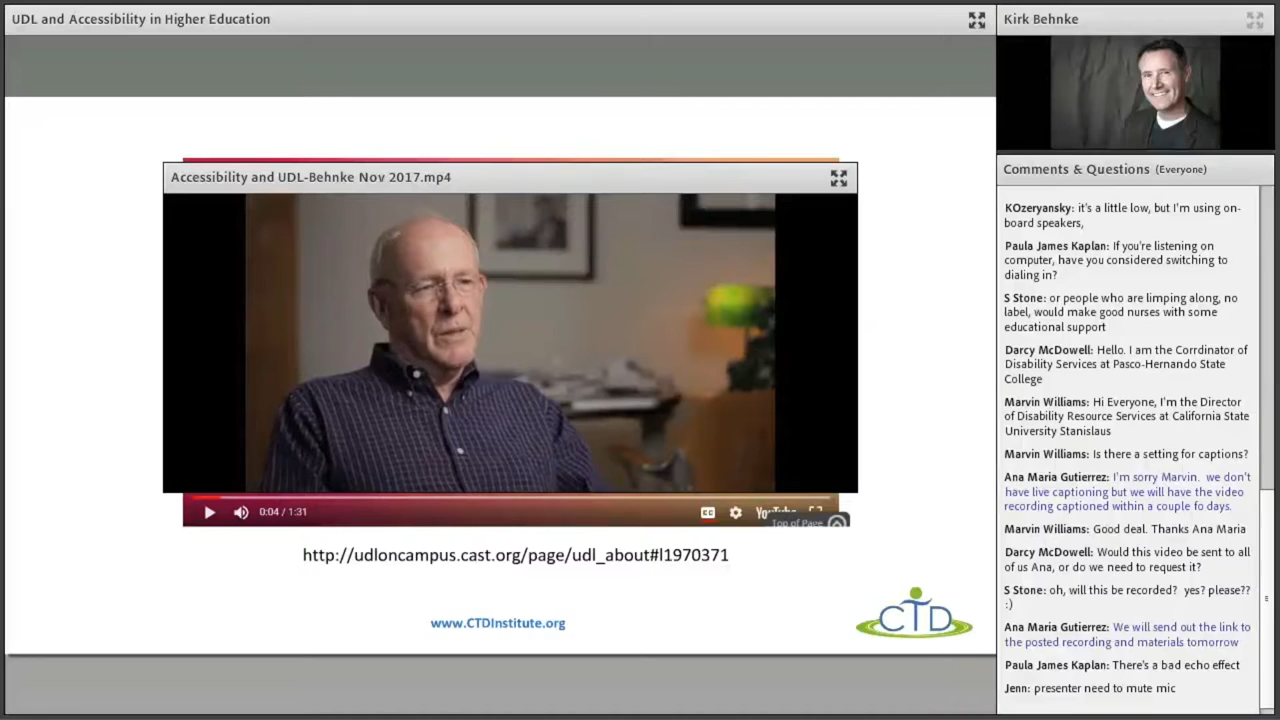 UDL and Accessibility in Higher Education
Accessibility and UDL-Behnke Nov 2017.mp4
0:04 / 1:31
CC
YouTube
Top of Page
http://udloncampus.cast.org/page/udl_about#l1970371
www.CTDInstitute.org
CTD
Kirk Behnke
Comments & Questions (Everyone)
KOzeryansky: it's a little low, but I'm using on-
board speakers,
Paula James Kaplan: If you're listening on
computer, have you considered switching to
dialing in?
S Stone: or people who are limping along, no
label, would make good nurses with some
educational support
Darcy McDowell: Hello. I am the Corrdinator of
Disability Services at Pasco-Hernando State
College
Marvin Williams: Hi Everyone, I'm the Director
of Disability Resource Services at California State
University Stanislaus
Marvin Williams: Is there a setting for captions?
Ana Maria Gutierrez: I'm sorry Marvin.  we don't
have live captioning but we will have the video
recording captioned within a couple fo days.
Marvin Williams: Good deal. Thanks Ana Maria
Darcy McDowell: Would this video be sent to all
of us Ana, or do we need to request it?
S Stone: oh, will this be recorded?  yes? please??
:)
Ana Maria Gutierrez: We will send out the link to
the posted recording and materials tomorrow
Paula James Kaplan: There's a bad echo effect
Jenn: presenter need to mute mic